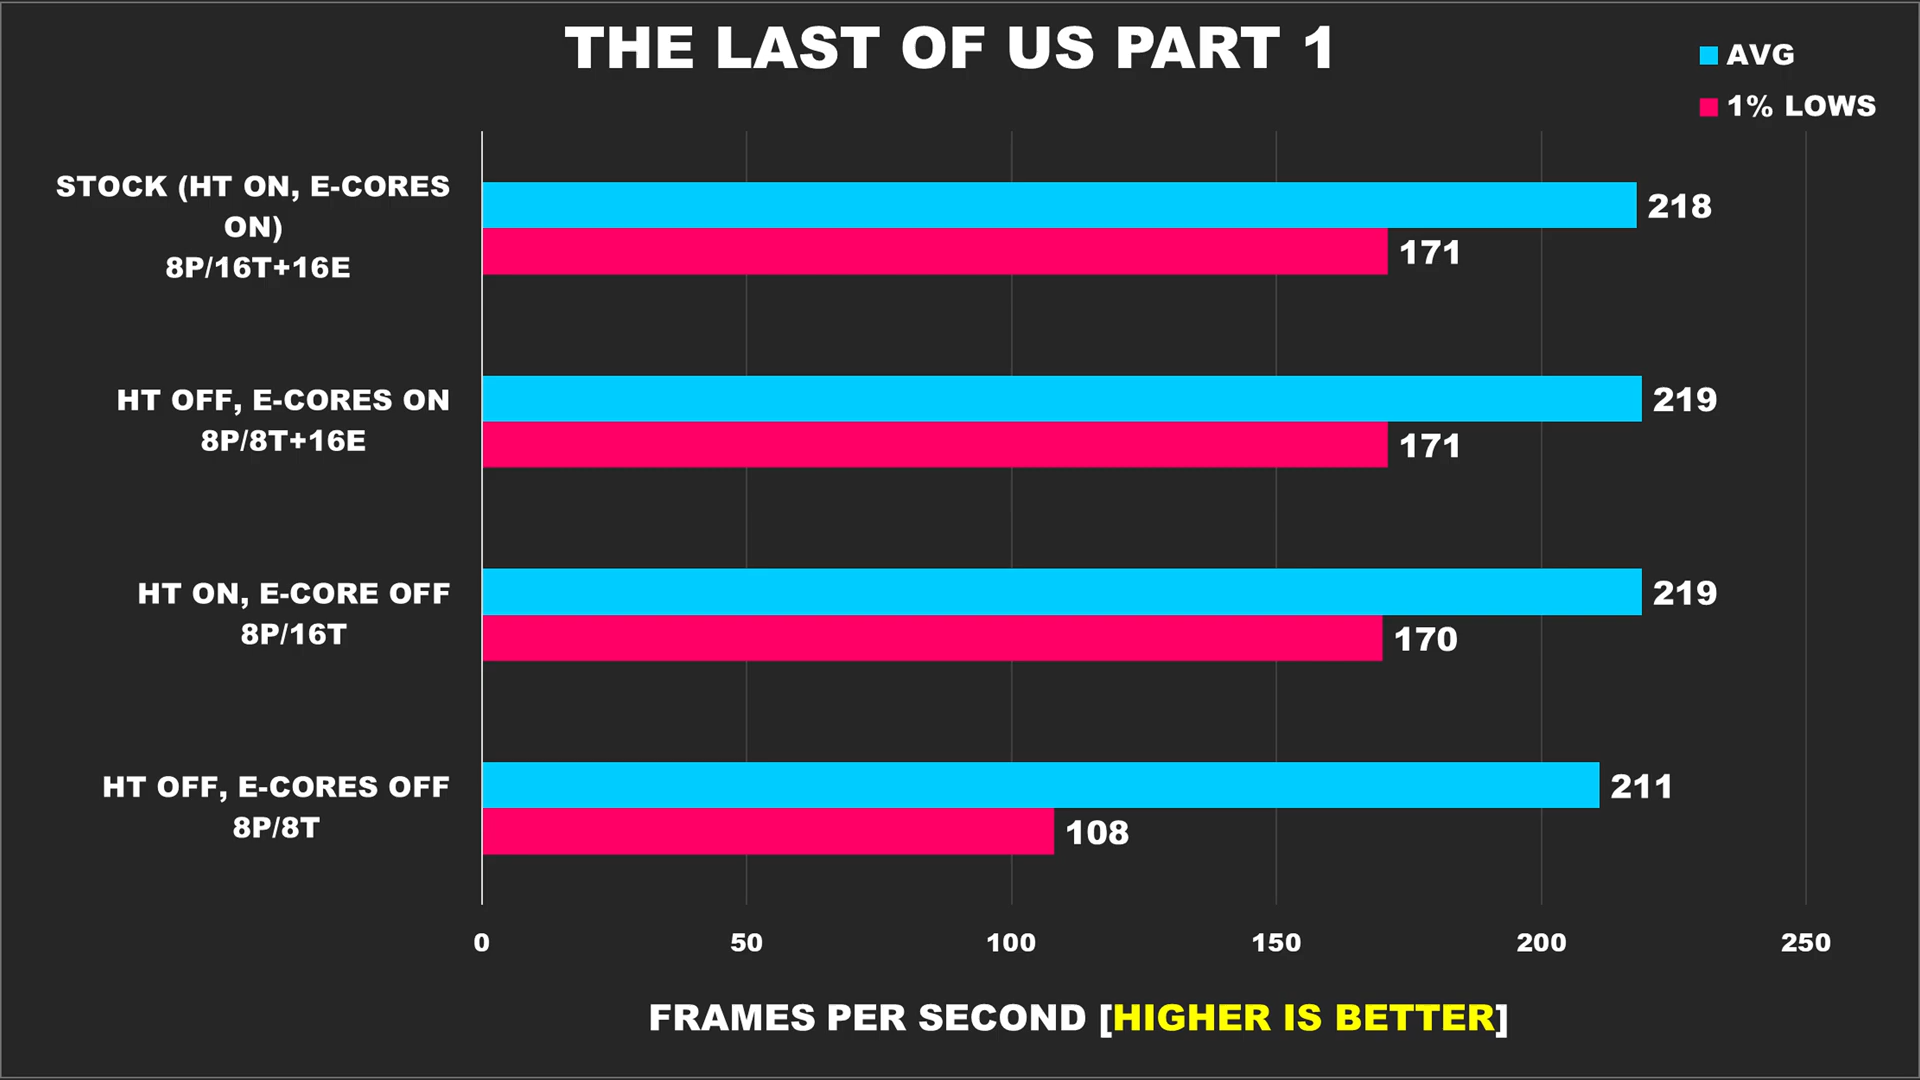 THE LAST OF US PART 1
AVG
1% LOWS
STOCK (HT ON, E-CORES
ON)
8P/16T+16E
218
171
HT OFF, E-CORES ON
8P/8T+16E
219
171
HT ON, E-CORE OFF
8P/16T
219
170
HT OFF, E-CORES OFF
8P/8T
211
108
0 50 100 150 200 250
FRAMES PER SECOND [HIGHER IS BETTER]